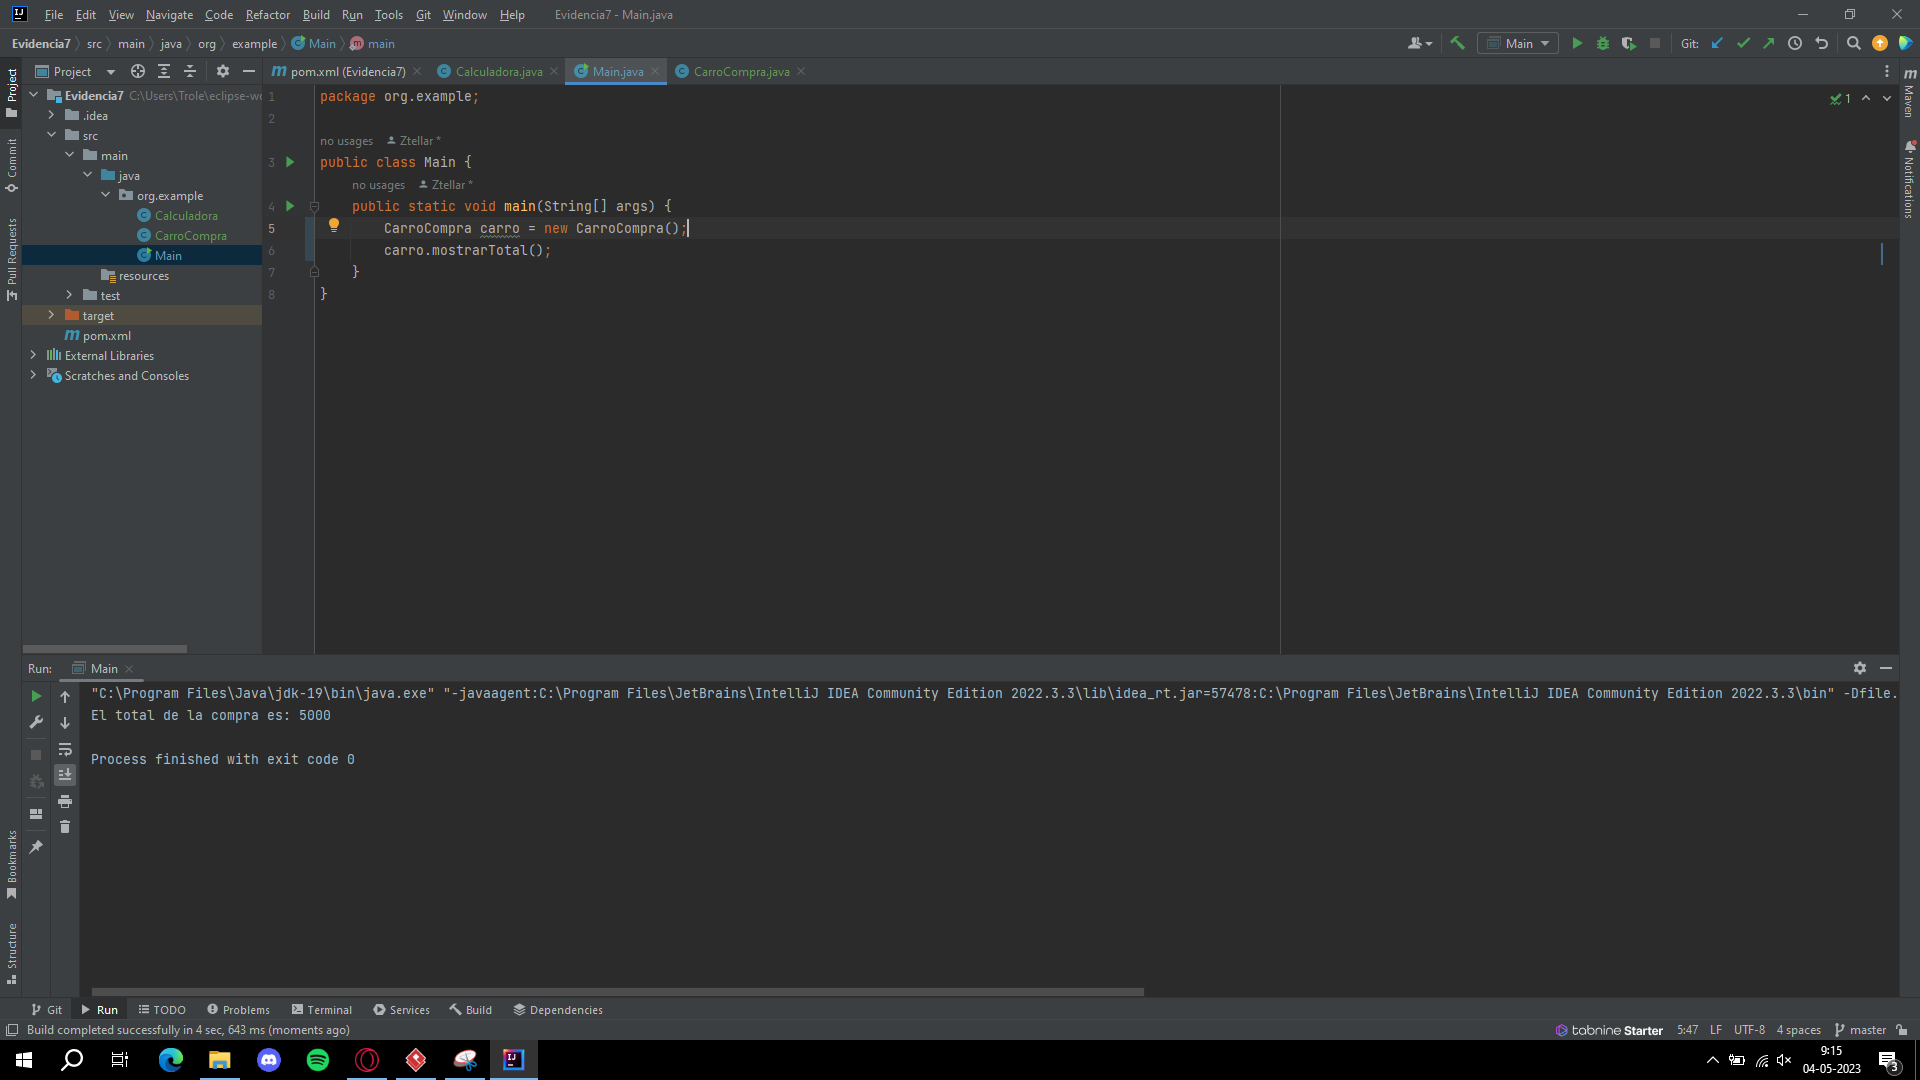 File Edit View Navigate Code Refactor Build Run Tools Git Window Help Evidencia7 - Main.java
Evidencia7 src main java org example Main main Main Git:
Project pom.xml (Evidencia7) Calculadora.java Main.java CarroCompra.java
Evidencia7 C:\Users\Trole\eclipse-wo
.idea
src
main
java
org.example
Calculadora
CarroCompra
Main
resources
test
target
pom.xml
External Libraries
Scratches and Consoles
Project
Commit
Pull Requests
Bookmarks
Structure
1 package org.example;
2
no usages Ztellar *
3 public class Main {
no usages Ztellar *
4 public static void main(String[] args) {
5 CarroCompra carro = new CarroCompra();
6 carro.mostrarTotal();
7 }
8 }
1
Maven
Notifications
Run: Main
"C:\Program Files\Java\jdk-19\bin\java.exe" "-javaagent:C:\Program Files\JetBrains\IntelliJ IDEA Community Edition 2022.3.3\lib\idea_rt.jar=57478:C:\Program Files\JetBrains\IntelliJ IDEA Community Edition 2022.3.3\bin" -Dfile.
El total de la compra es: 5000
Process finished with exit code 0
Git Run TODO Problems Terminal Services Build Dependencies
Build completed successfully in 4 sec, 643 ms (moments ago) tabnine Starter 5:47 LF UTF-8 4 spaces master
9:15
04-05-2023
3